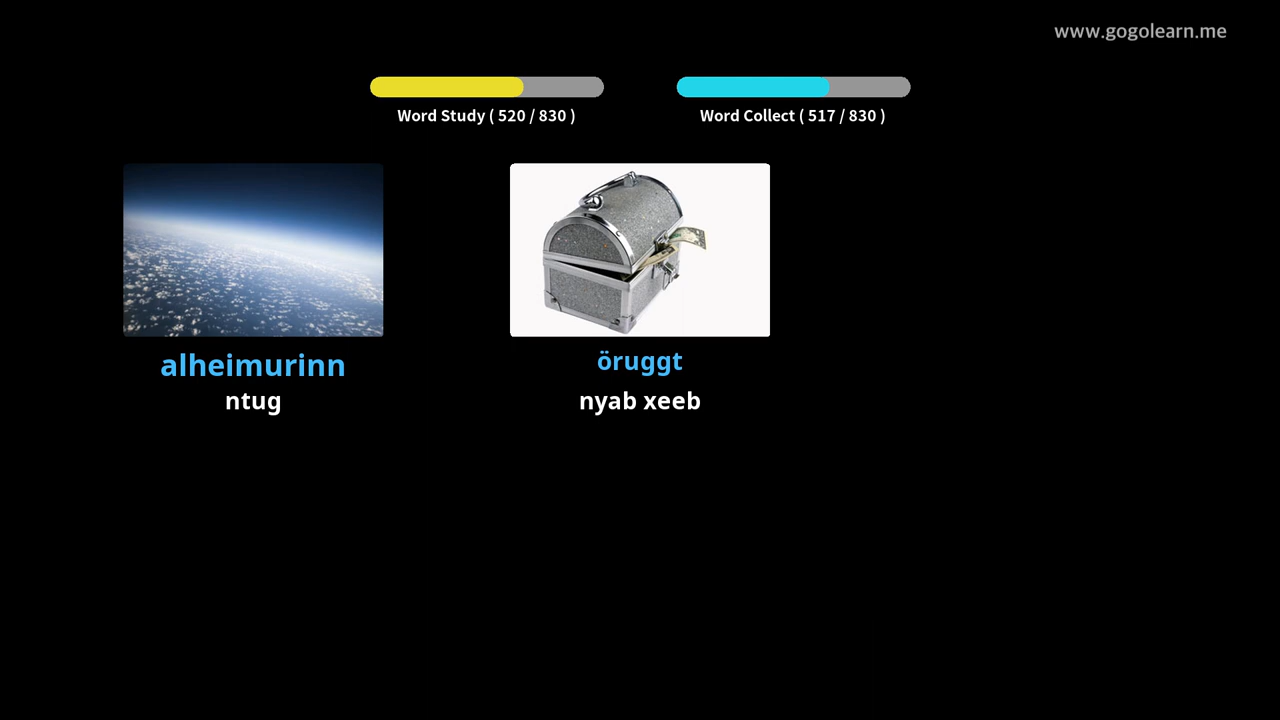 www.gogolearn.me
Word Study ( 520 / 830 )
Word Collect ( 517 / 830 )
alheimurinn
ntug
öruggt
nyab xeeb